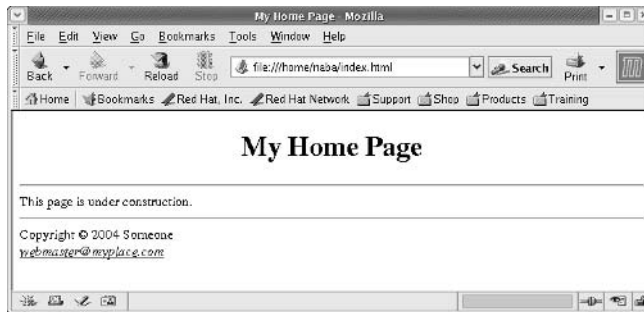 My Home Page - Mozilla
File Edit View Go Bookmarks Tools Window Help
Back Forward Reload Stop file:///home/naba/index.html Search Print
Home Bookmarks Red Hat, Inc. Red Hat Network Support Shop Products Training
My Home Page
This page is under construction.
Copyright © 2004 Someone
webmaster@myplace.com